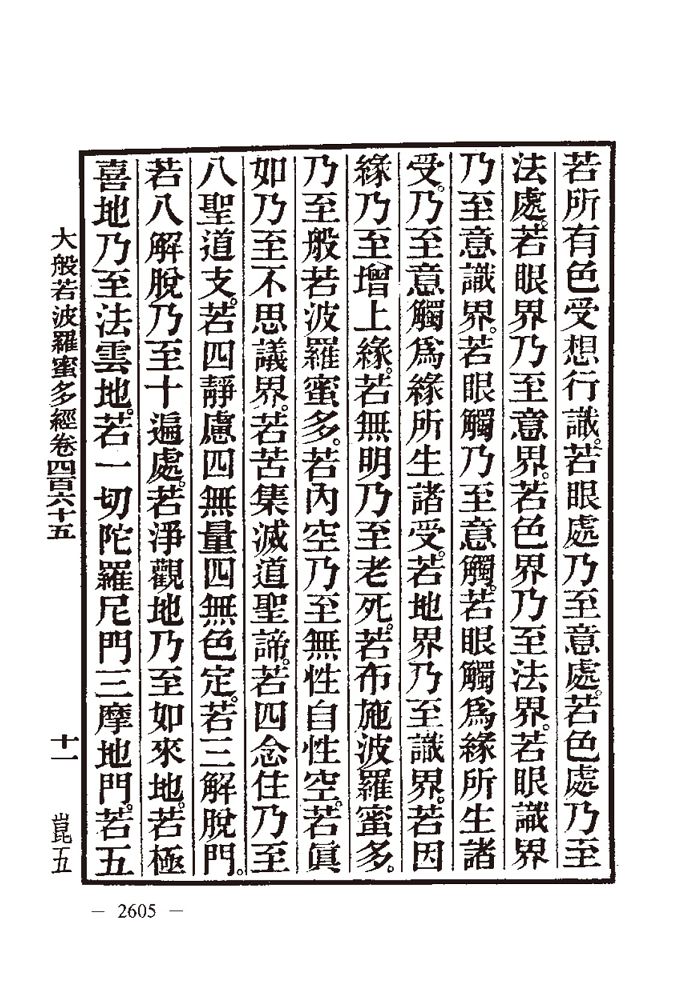 若所有色受想行識。若眼處乃至意處。若色處乃至
法處。若眼界乃至意界。若色界乃至法界。若眼識界
乃至意識界。若眼觸乃至意觸。若眼觸爲緣所生諸
受。乃至意觸爲緣所生諸受。若地界乃至識界。若因
緣乃至增上緣。若無明乃至老死。若布施波羅蜜多。
乃至般若波羅蜜多。若內空乃至無性自性空。若眞
如乃至不思議界。若苦集滅道聖諦。若四念住乃至
八聖道支。若四靜慮四無量四無色定。若三解脫門。
若八解脫乃至十遍處。若淨觀地乃至如來地。若極
喜地乃至法雲地。若一切陀羅尼門三摩地門。若五
大般若波羅蜜多經卷四百六十五 十一 崑五
— 2605 —